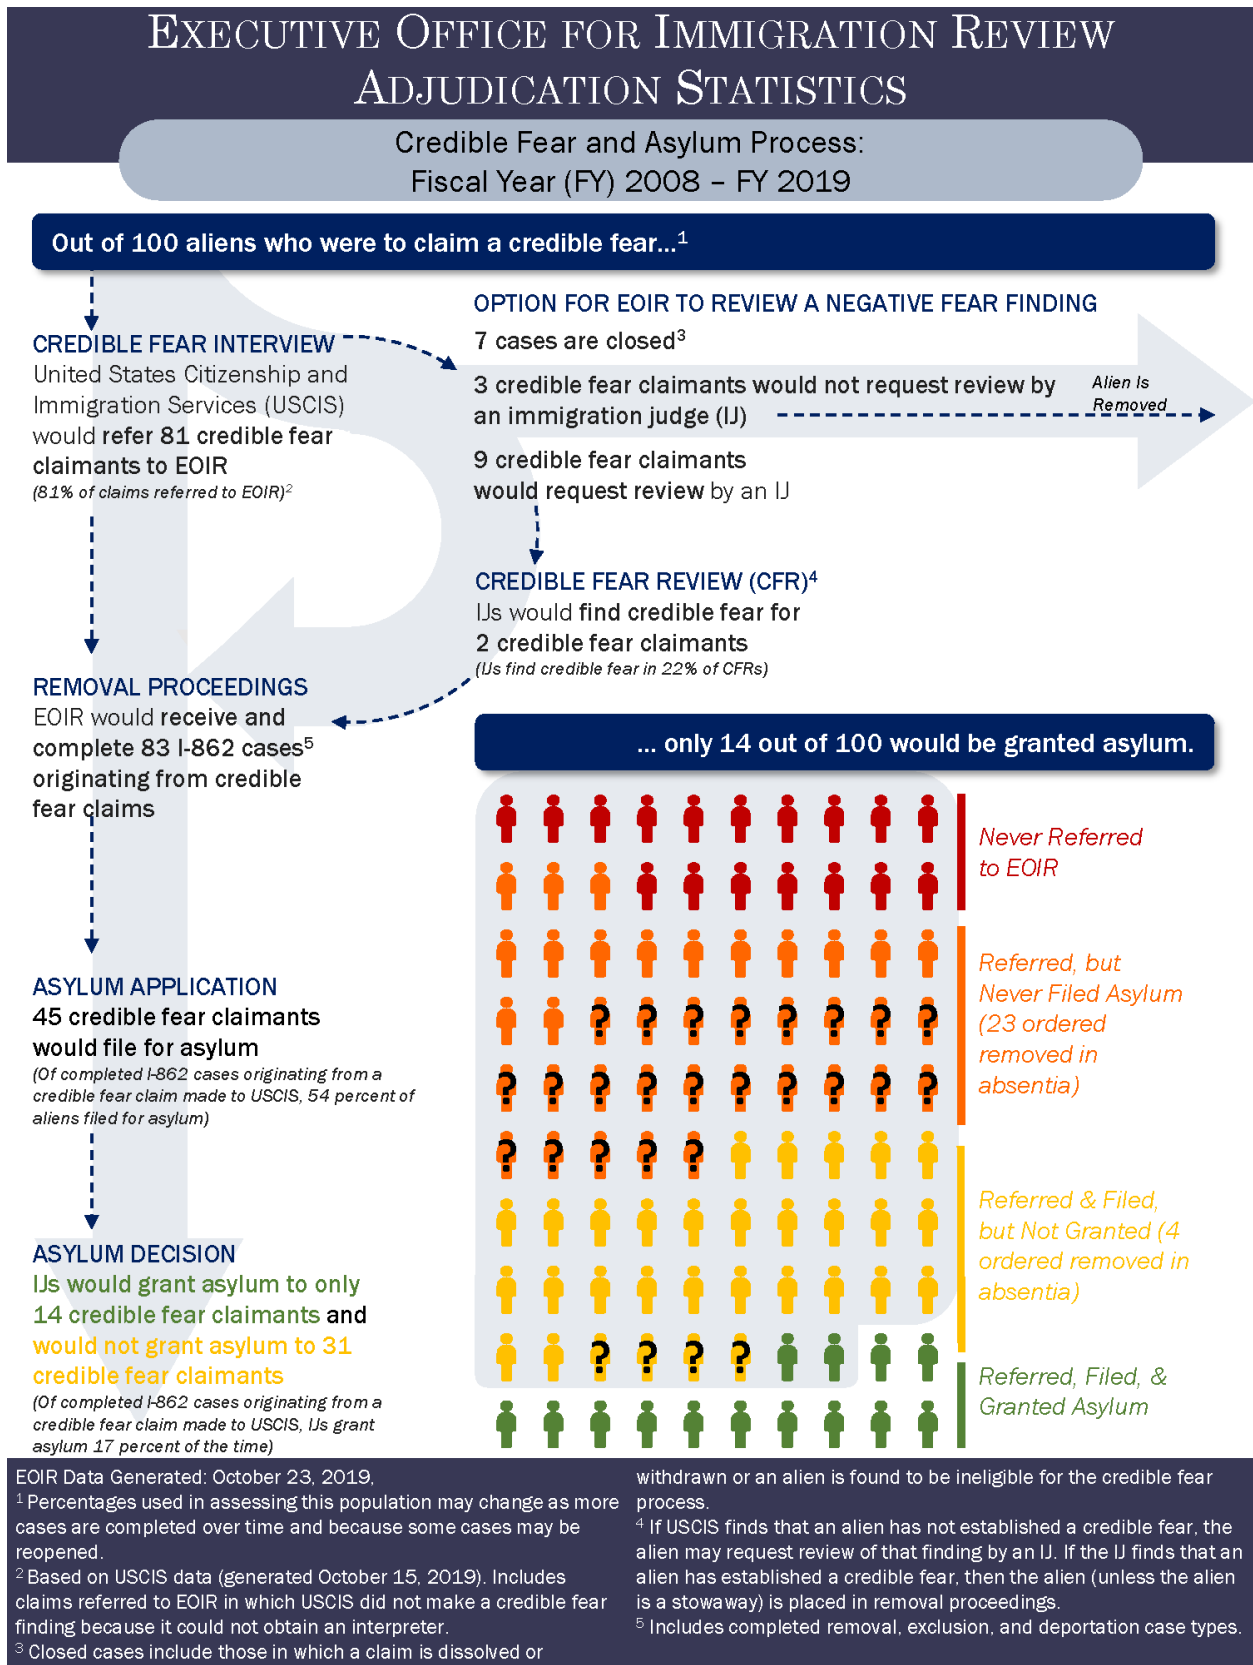 EXECUTIVE OFFICE FOR IMMIGRATION REVIEW
ADJUDICATION STATISTICS
Credible Fear and Asylum Process:
Fiscal Year (FY) 2008 – FY 2019
Out of 100 aliens who were to claim a credible fear...1
CREDIBLE FEAR INTERVIEW
United States Citizenship and
Immigration Services (USCIS)
would refer 81 credible fear
claimants to EOIR
(81% of claims referred to EOIR)2
OPTION FOR EOIR TO REVIEW A NEGATIVE FEAR FINDING
7 cases are closed3
3 credible fear claimants would not request review by
an immigration judge (IJ)
Alien Is
Removed
9 credible fear claimants
would request review by an IJ
CREDIBLE FEAR REVIEW (CFR)4
IJs would find credible fear for
2 credible fear claimants
(IJs find credible fear in 22% of CFRs)
REMOVAL PROCEEDINGS
EOIR would receive and
complete 83 I-862 cases5
originating from credible
fear claims
ASYLUM APPLICATION
45 credible fear claimants
would file for asylum
(Of completed I-862 cases originating from a
credible fear claim made to USCIS, 54 percent of
aliens filed for asylum)
ASYLUM DECISION
IJs would grant asylum to only
14 credible fear claimants and
would not grant asylum to 31
credible fear claimants
(Of completed I-862 cases originating from a
credible fear claim made to USCIS, IJs grant
asylum 17 percent of the time)
... only 14 out of 100 would be granted asylum.
Never Referred
to EOIR
Referred, but
Never Filed Asylum
(23 ordered
removed in
absentia)
? ? ? ? ? ? ? ?
? ? ? ? ? ? ? ? ? ?
? ? ? ? ?
Referred & Filed,
but Not Granted (4
ordered removed in
absentia)
? ? ? ?
Referred, Filed, &
Granted Asylum
EOIR Data Generated: October 23, 2019,
1 Percentages used in assessing this population may change as more
cases are completed over time and because some cases may be
reopened.
2 Based on USCIS data (generated October 15, 2019). Includes
claims referred to EOIR in which USCIS did not make a credible fear
finding because it could not obtain an interpreter.
3 Closed cases include those in which a claim is dissolved or
withdrawn or an alien is found to be ineligible for the credible fear
process.
4 If USCIS finds that an alien has not established a credible fear, the
alien may request review of that finding by an IJ. If the IJ finds that an
alien has established a credible fear, then the alien (unless the alien
is a stowaway) is placed in removal proceedings.
5 Includes completed removal, exclusion, and deportation case types.